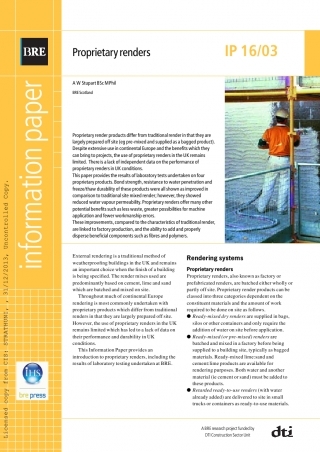 BRE
Proprietary renders
IP 16/03
A W Stupart BSc MPhil
BRE Scotland
information paper
Proprietary render products differ from traditional render in that they are
largely prepared off site (eg pre-mixed and supplied as a bagged product).
Despite extensive use in continental Europe and the benefits which they
can bring to projects, the use of proprietary renders in the UK remains
limited. There is a lack of independent data on the performance of
proprietary renders in UK conditions.
This paper provides the results of laboratory tests undertaken on four
proprietary products. Bond strength, resistance to water penetration and
freeze/thaw durability of these products were all shown as improved in
comparison to traditional site mixed render; however, they showed
reduced water vapour permeability. Proprietary renders offer many other
potential benefits such as less waste, greater possibilities for machine
application and fewer workmanship errors.
These improvements, compared to the characteristics of traditional render,
are linked to factory production, and the ability to add and properly
disperse beneficial components such as fibres and polymers.
External rendering is a traditional method of
weatherproofing buildings in the UK and remains
an important choice when the finish of a building
is being specified. The render mixes used are
predominantly based on cement, lime and sand
which are batched and mixed on site.
Throughout much of continental Europe
rendering is more commonly undertaken with
proprietary products which differ from traditional
renders in that they are largely prepared off site.
However, the use of proprietary renders in the UK
remains limited which has led to a lack of data on
their performance and durability in UK
conditions.
This Information Paper provides an
introduction to proprietary renders, including the
results of laboratory testing undertaken at BRE.
Rendering systems
Proprietary renders
Proprietary renders, also known as factory or
prefabricated renders, are batched either wholly or
partly off site. Proprietary render products can be
classed into three categories dependent on the
constituent materials and the amount of work
required to be done on site as follows.
● Ready-mixed dry renders are supplied in bags,
silos or other containers and only require the
addition of water on site before application.
● Ready-mixed (or pre-mixed) renders are
batched and mixed in a factory before being
supplied to a building site, typically as bagged
materials. Ready-mixed lime:sand and
cement:lime products are available for
rendering purposes. Both water and another
material (ie cement or sand) must be added to
these products.
● Retarded ready-to-use renders (with water
already added) are delivered to site in small
trucks or containers as ready-to-use materials.
IHS
bre press
Licensed copy from CIS: STRATHUNI, , 31/12/2013, Uncontrolled Copy.
A BRE research project funded by
DTI Construction Sector Unit
dti